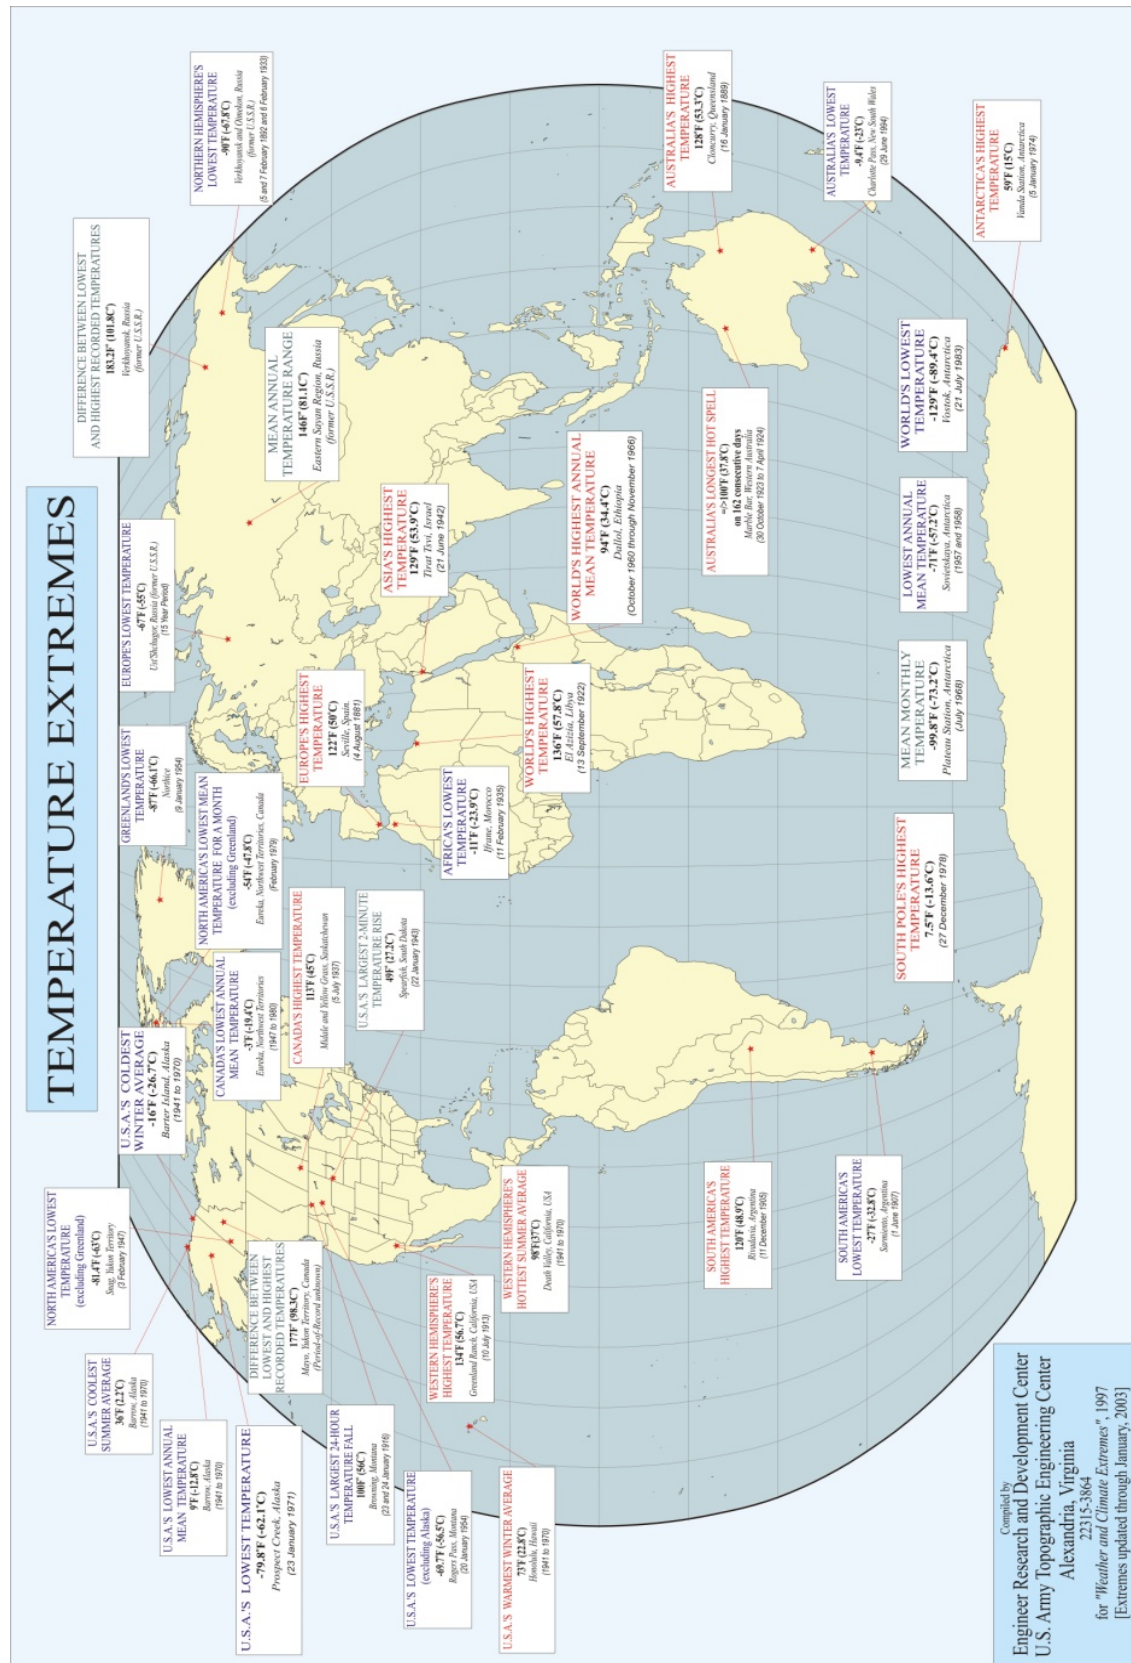 TEMPERATURE EXTREMES
NORTH AMERICA'S LOWEST
TEMPERATURE
(excluding Greenland)
-81.4°F (-63°C)
Snag, Yukon Territory
(3 February 1947)
U.S.A.'S COLDEST
WINTER AVERAGE
-16°F (-26.7°C)
Barter Island, Alaska
(1941 to 1970)
GREENLAND'S LOWEST
TEMPERATURE
-87°F (-66.1°C)
Northice
(9 January 1954)
EUROPE'S LOWEST TEMPERATURE
-67°F (-55°C)
Ust'Shchugor, Russia (former U.S.S.R.)
(15 Year Period)
DIFFERENCE BETWEEN LOWEST
AND HIGHEST RECORDED TEMPERATURES
183.2F° (101.8C°)
Verkhoyansk, Russia
(former U.S.S.R.)
NORTHERN HEMISPHERE'S
LOWEST TEMPERATURE
-90°F (-67.8°C)
Verkhoyansk and Oimekon, Russia
(former U.S.S.R.)
(5 and 7 February 1892 and 6 February 1933)
U.S.A.'S COOLEST
SUMMER AVERAGE
36°F (2.2°C)
Barrow, Alaska
(1941 to 1970)
U.S.A.'S LOWEST ANNUAL
MEAN TEMPERATURE
9°F (-12.8°C)
Barrow, Alaska
(1941 to 1970)
CANADA'S LOWEST ANNUAL
MEAN TEMPERATURE
-3°F (-19.4°C)
Eureka, Northwest Territories
(1947 to 1980)
NORTH AMERICA'S LOWEST MEAN
TEMPERATURE FOR A MONTH
(excluding Greenland)
-54°F (-47.8°C)
Eureka, Northwest Territories, Canada
(February 1979)
MEAN ANNUAL
TEMPERATURE RANGE
146F° (81.1C°)
Eastern Sayan Region, Russia
(former U.S.S.R.)
U.S.A.'S LOWEST TEMPERATURE
-79.8°F (-62.1°C)
Prospect Creek, Alaska
(23 January 1971)
DIFFERENCE BETWEEN
LOWEST AND HIGHEST
RECORDED TEMPERATURES
177F° (98.3C°)
Mayo, Yukon Territory, Canada
(Period-of-Record unknown)
CANADA'S HIGHEST TEMPERATURE
113°F (45°C)
Midale and Yellow Grass, Saskatchewan
(5 July 1937)
EUROPE'S HIGHEST
TEMPERATURE
122°F (50°C)
Seville, Spain.
(4 August 1881)
U.S.A.'S LARGEST 24-HOUR
TEMPERATURE FALL
100F° (56C°)
Browning, Montana
(23 and 24 January 1916)
U.S.A.'S LARGEST 2-MINUTE
TEMPERATURE RISE
49F° (27.2C°)
Spearfish, South Dakota
(22 January 1943)
ASIA'S HIGHEST
TEMPERATURE
129°F (53.9°C)
Tirat Tsvi, Israel
(21 June 1942)
U.S.A.'S LOWEST TEMPERATURE
(excluding Alaska)
-69.7°F (-56.5°C)
Rogers Pass, Montana
(20 January 1954)
WESTERN HEMISPHERE'S
HIGHEST TEMPERATURE
134°F (56.7°C)
Greenland Ranch, California, USA
(10 July 1913)
AFRICA'S LOWEST
TEMPERATURE
-11°F (-23.9°C)
Ifrane, Morocco
(11 February 1935)
U.S.A.'S WARMEST WINTER AVERAGE
73°F (22.8°C)
Honolulu, Hawaii
(1941 to 1970)
WESTERN HEMISPHERE'S
HOTTEST SUMMER AVERAGE
98°F(37°C)
Death Valley, California, USA
(1941 to 1970)
WORLD'S HIGHEST
TEMPERATURE
136°F (57.8°C)
El Azizia, Libya
(13 September 1922)
WORLD'S HIGHEST ANNUAL
MEAN TEMPERATURE
94°F (34.4°C)
Dallol, Ethiopia
(October 1960 through November 1966)
AUSTRALIA'S HIGHEST
TEMPERATURE
128°F (53.3°C)
Cloncurry, Queensland
(16 January 1889)
SOUTH AMERICA'S
HIGHEST TEMPERATURE
120°F (48.9°C)
Rivadavia, Argentina
(11 December 1905)
AUSTRALIA'S LONGEST HOT SPELL
=/>100°F (37.8°C)
on 162 consecutive days
Marble Bar, Western Australia
(30 October 1923 to 7 April 1924)
AUSTRALIA'S LOWEST
TEMPERATURE
-9.4°F (-23°C)
Charlotte Pass, New South Wales
(29 June 1994)
SOUTH AMERICA'S
LOWEST TEMPERATURE
-27°F (-32.8°C)
Sarmiento, Argentina
(1 June 1907)
SOUTH POLE'S HIGHEST
TEMPERATURE
7.5°F (-13.6°C)
(27 December 1978)
MEAN MONTHLY
TEMPERATURE
-99.8°F (-73.2°C)
Plateau Station, Antarctica
(July 1968)
LOWEST ANNUAL
MEAN TEMPERATURE
-71°F (-57.2°C)
Sovietskaya, Antarctica
(1957 and 1958)
WORLD'S LOWEST
TEMPERATURE
-129°F (-89.4°C)
Vostok, Antarctica
(21 July 1983)
ANTARCTICA'S HIGHEST
TEMPERATURE
59°F (15°C)
Vanda Station, Antarctica
(5 January 1974)
Compiled by
Engineer Research and Development Center
U.S. Army Topographic Engineering Center
Alexandria, Virginia
22315-3864
for "Weather and Climate Extremes", 1997
[Extremes updated through January, 2003]